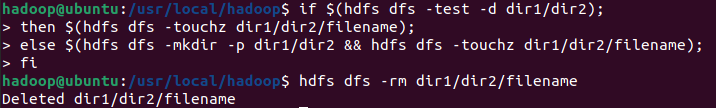 hadoop@ubuntu:/usr/local/hadoop$ if $(hdfs dfs -test -d dir1/dir2);
> then $(hdfs dfs -touchz dir1/dir2/filename);
> else $(hdfs dfs -mkdir -p dir1/dir2 && hdfs dfs -touchz dir1/dir2/filename);
> fi
hadoop@ubuntu:/usr/local/hadoop$ hdfs dfs -rm dir1/dir2/filename
Deleted dir1/dir2/filename